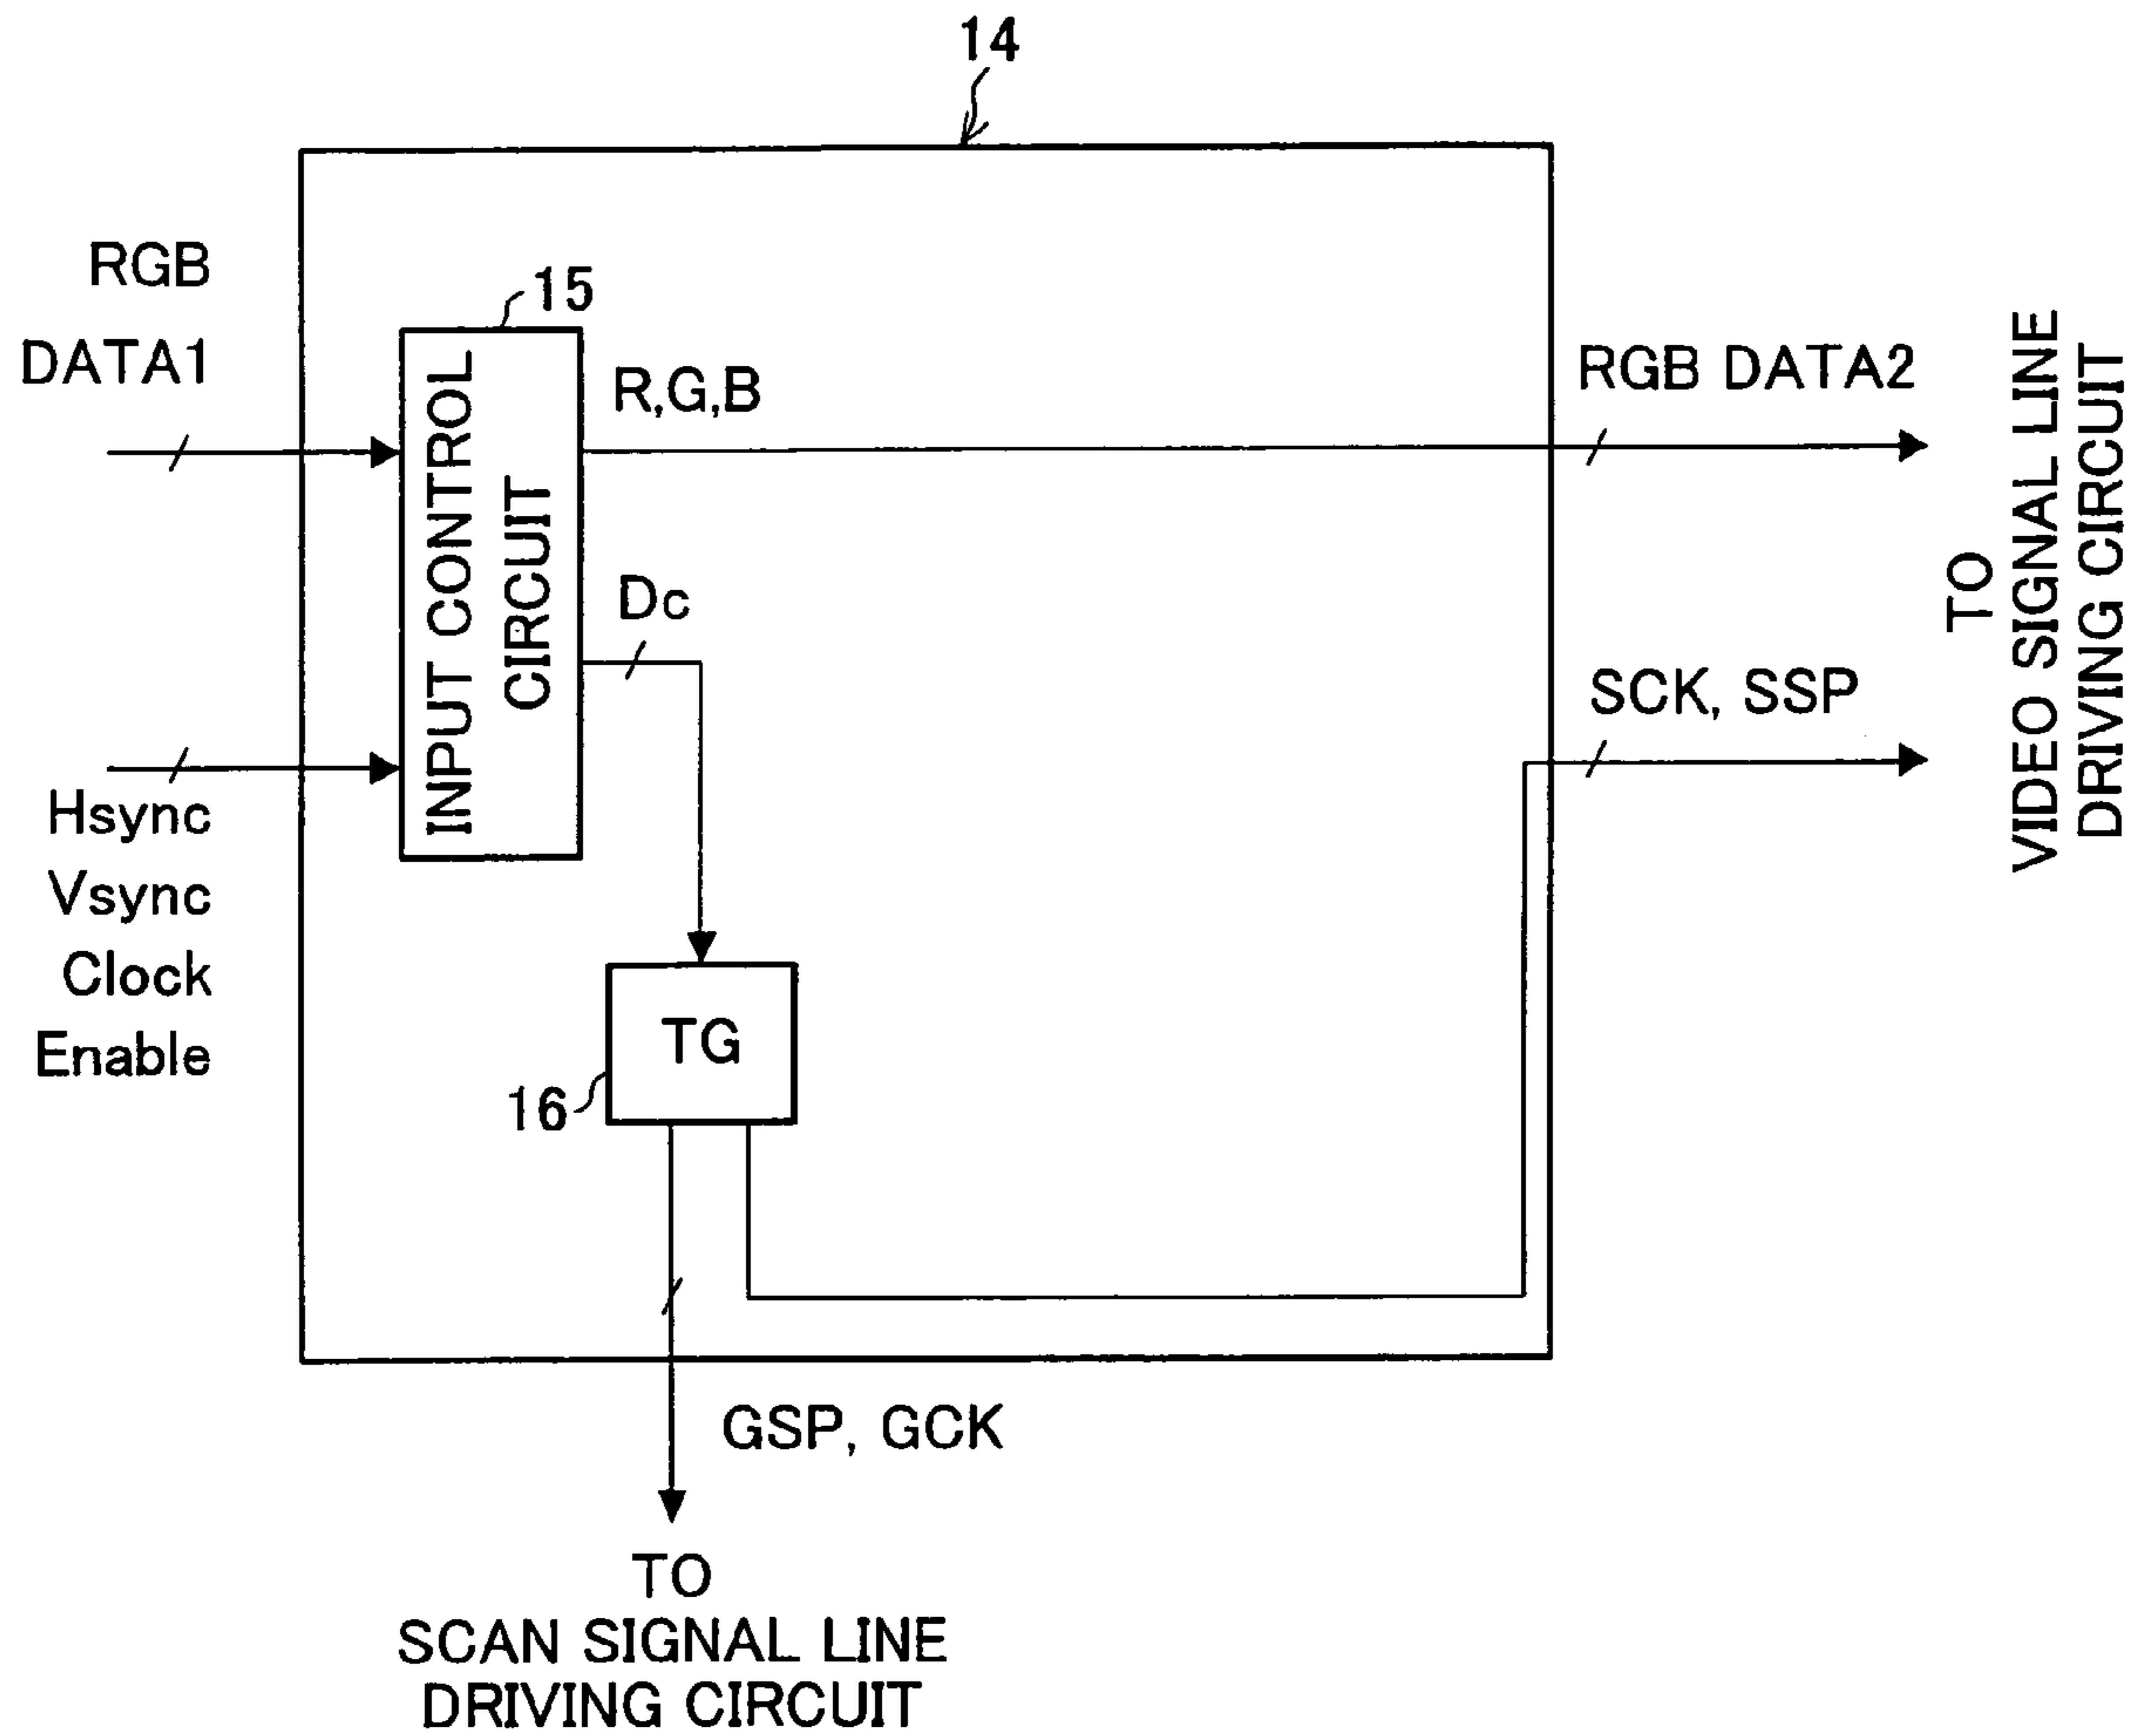 14
RGB
DATA1
15
INPUT CONTROL
CIRCUIT
R,G,B
Dc
RGB DATA2
SCK, SSP
TO
VIDEO SIGNAL LINE
DRIVING CIRCUIT
Hsync
Vsync
Clock
Enable
TG
16
GSP, GCK
TO
SCAN SIGNAL LINE
DRIVING CIRCUIT